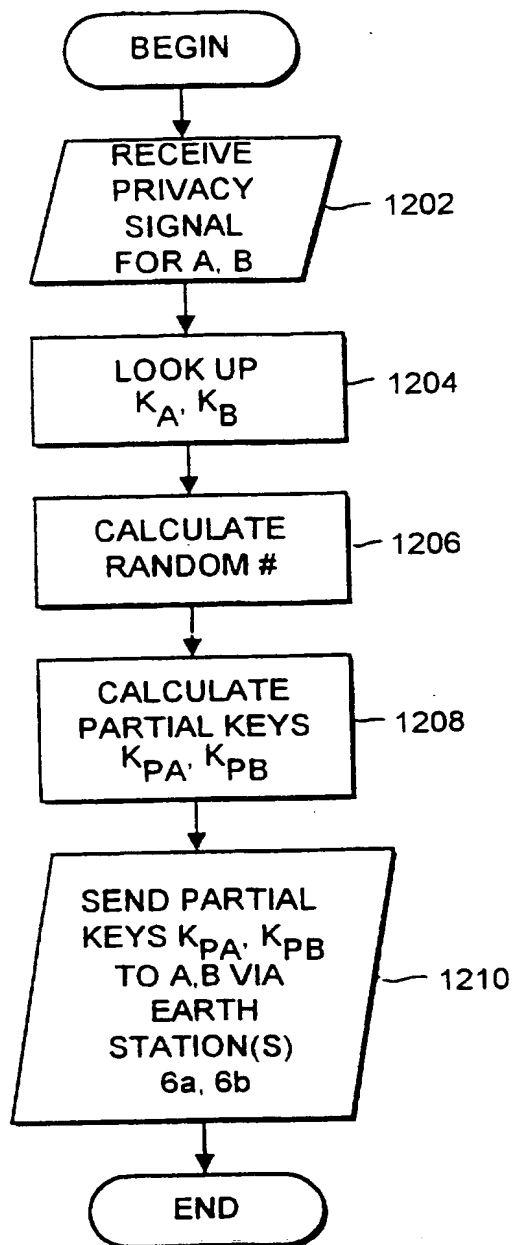 BEGIN
RECEIVE
PRIVACY
SIGNAL
FOR A, B
1202
LOOK UP
KA, KB
1204
CALCULATE
RANDOM #
1206
CALCULATE
PARTIAL KEYS
KPA, KPB
1208
SEND PARTIAL
KEYS KPA, KPB
TO A,B VIA
EARTH
STATION(S)
6a, 6b
1210
END